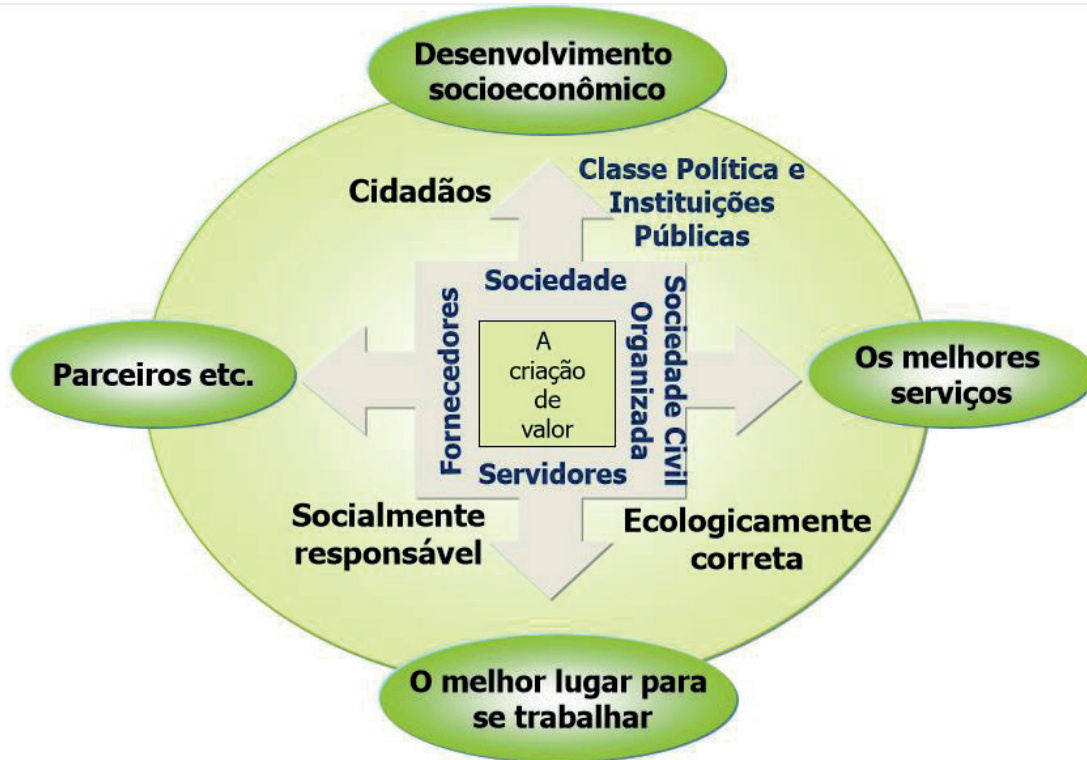 Desenvolvimento
socioeconômico
Cidadãos
Classe Política e
Instituições
Públicas
Sociedade
Fornecedores
Sociedade Civil
Organizada
A
criação
de
valor
Servidores
Parceiros etc.
Os melhores
serviços
Socialmente
responsável
Ecologicamente
correta
O melhor lugar para
se trabalhar